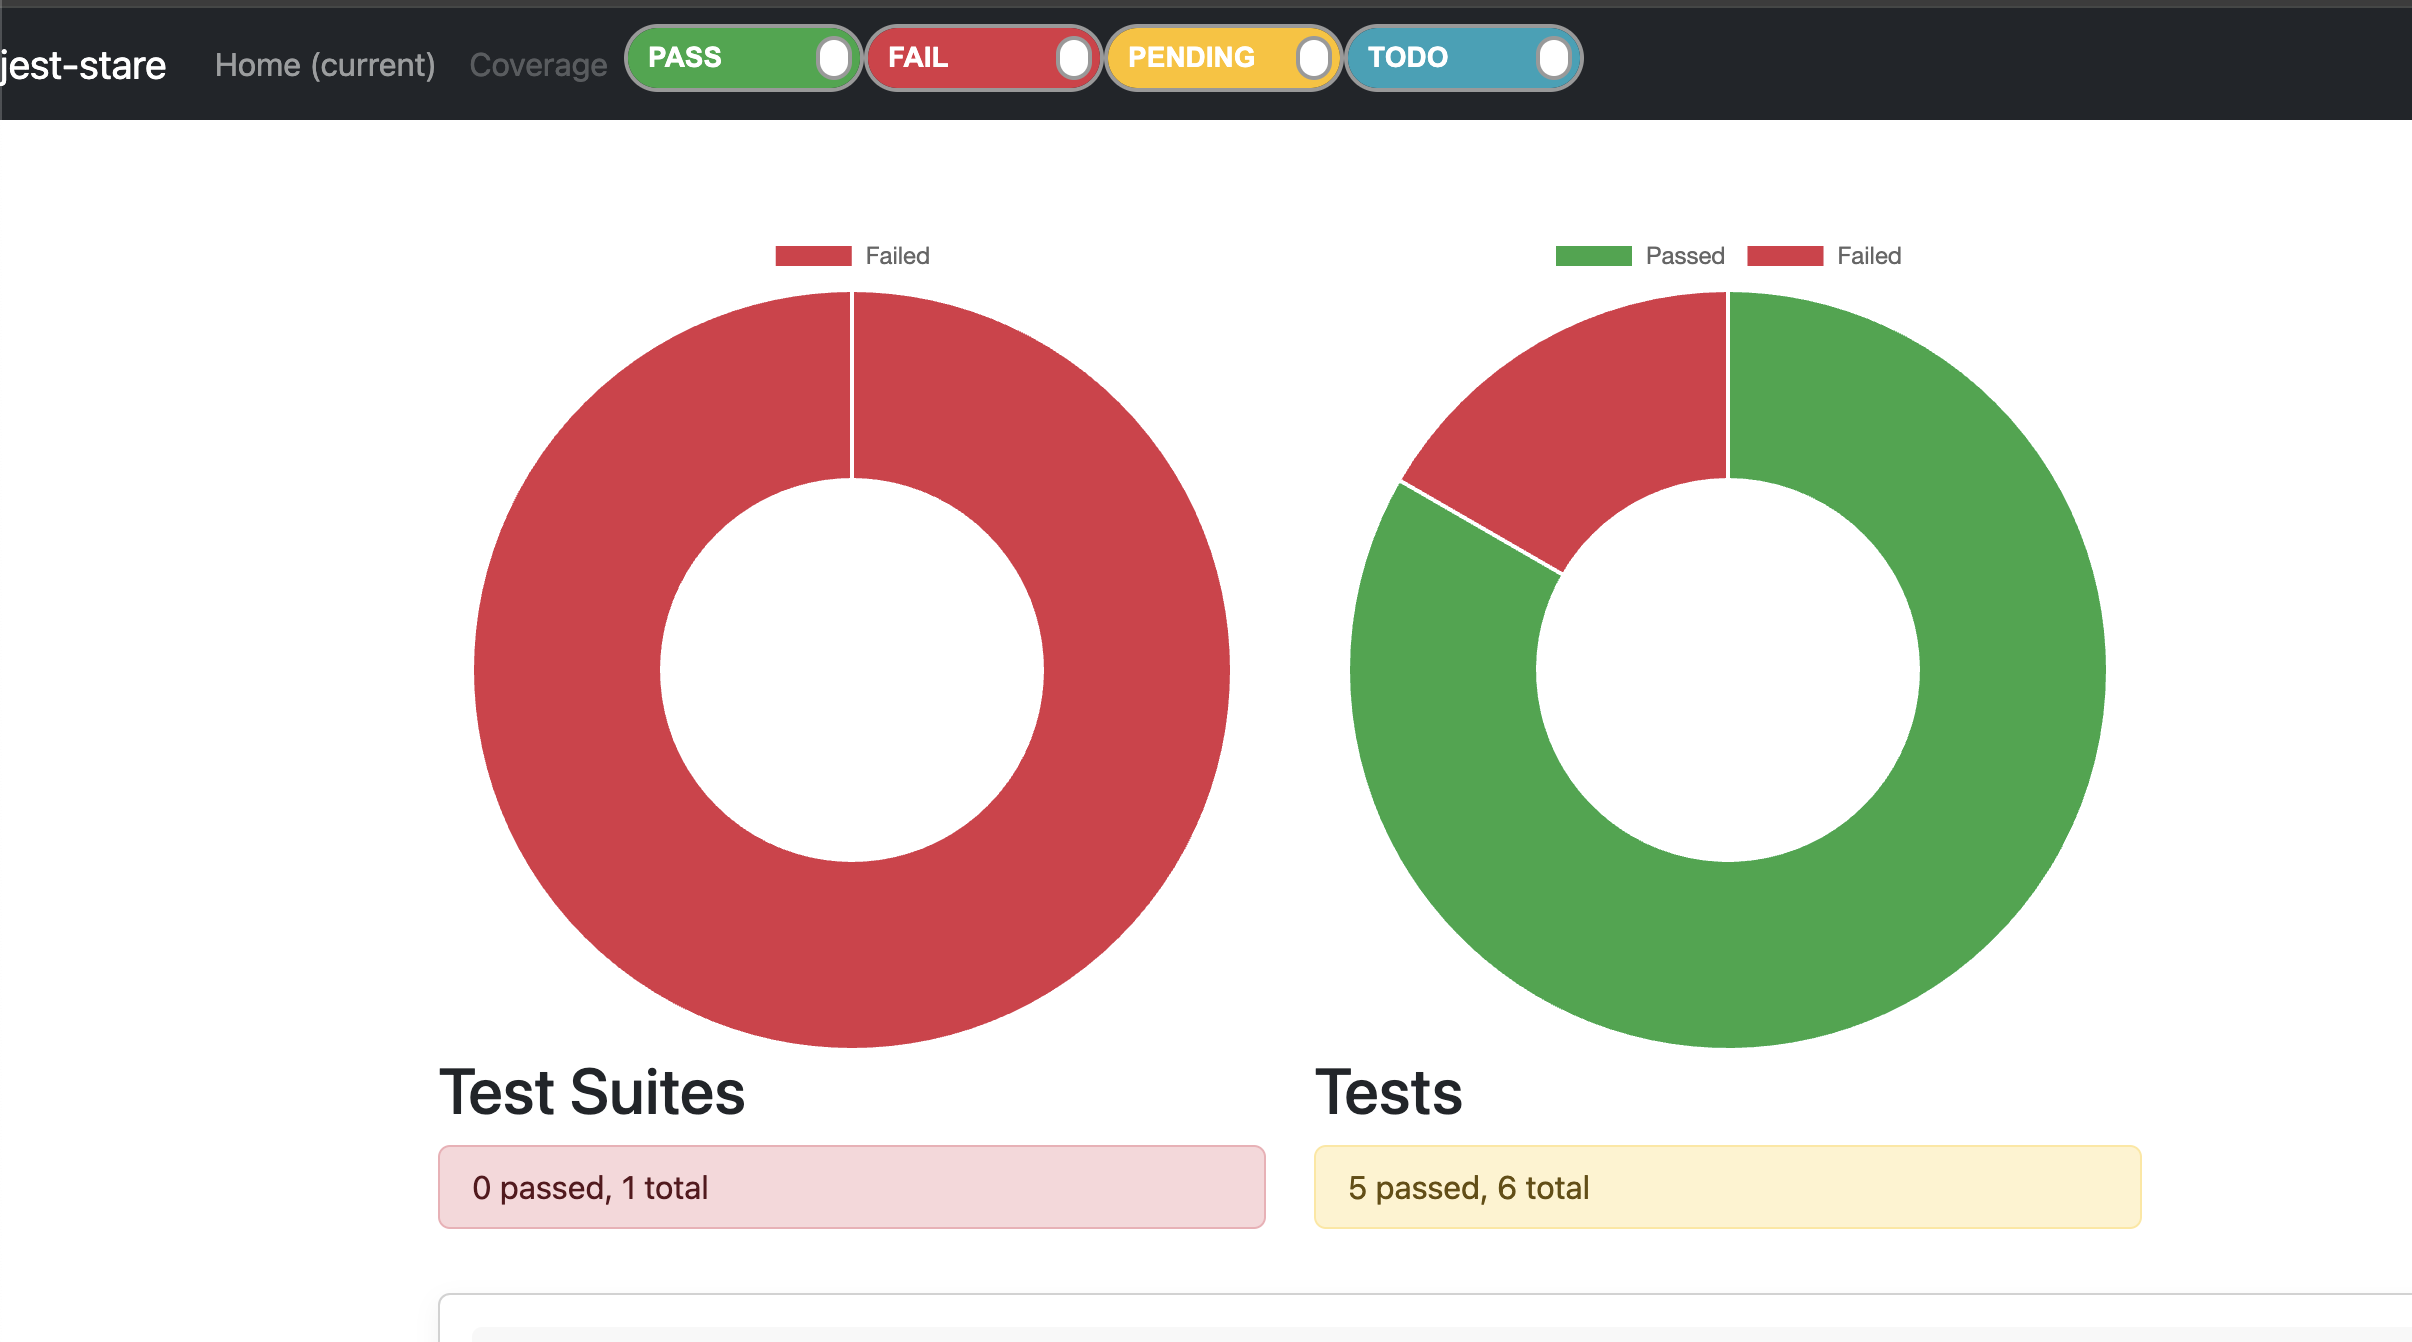 jest-stare Home (current) Coverage PASS FAIL PENDING TODO
Failed
Passed Failed
Test Suites
0 passed, 1 total
Tests
5 passed, 6 total